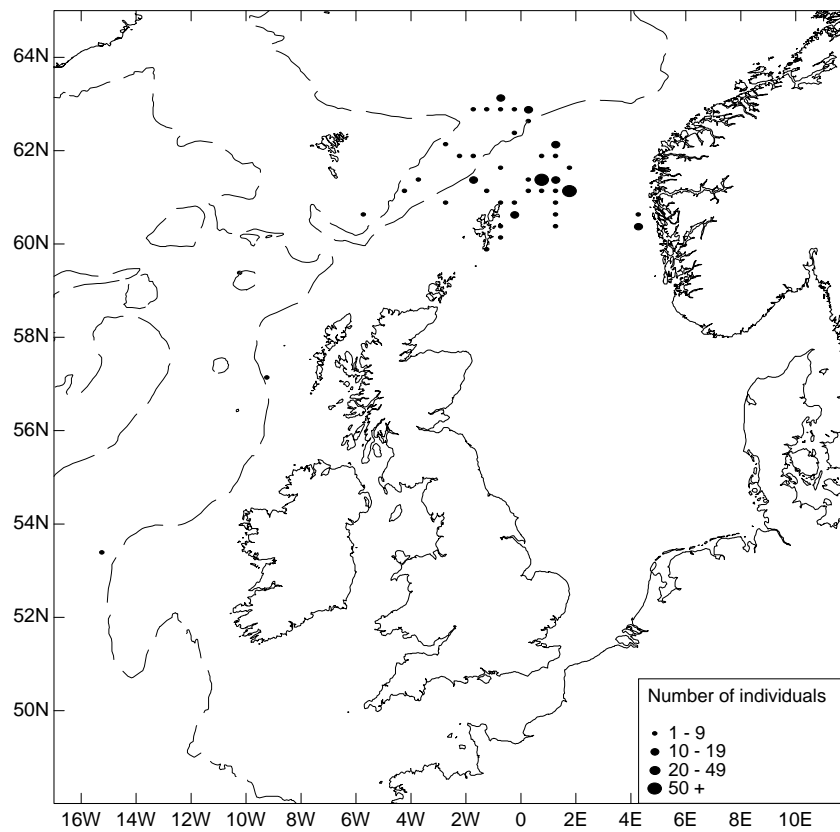 64N
62N
60N
58N
56N
54N
52N
50N
Number of individuals
1 - 9
10 - 19
20 - 49
50 +
16W 14W 12W 10W 8W 6W 4W 2W 0 2E 4E 6E 8E 10E